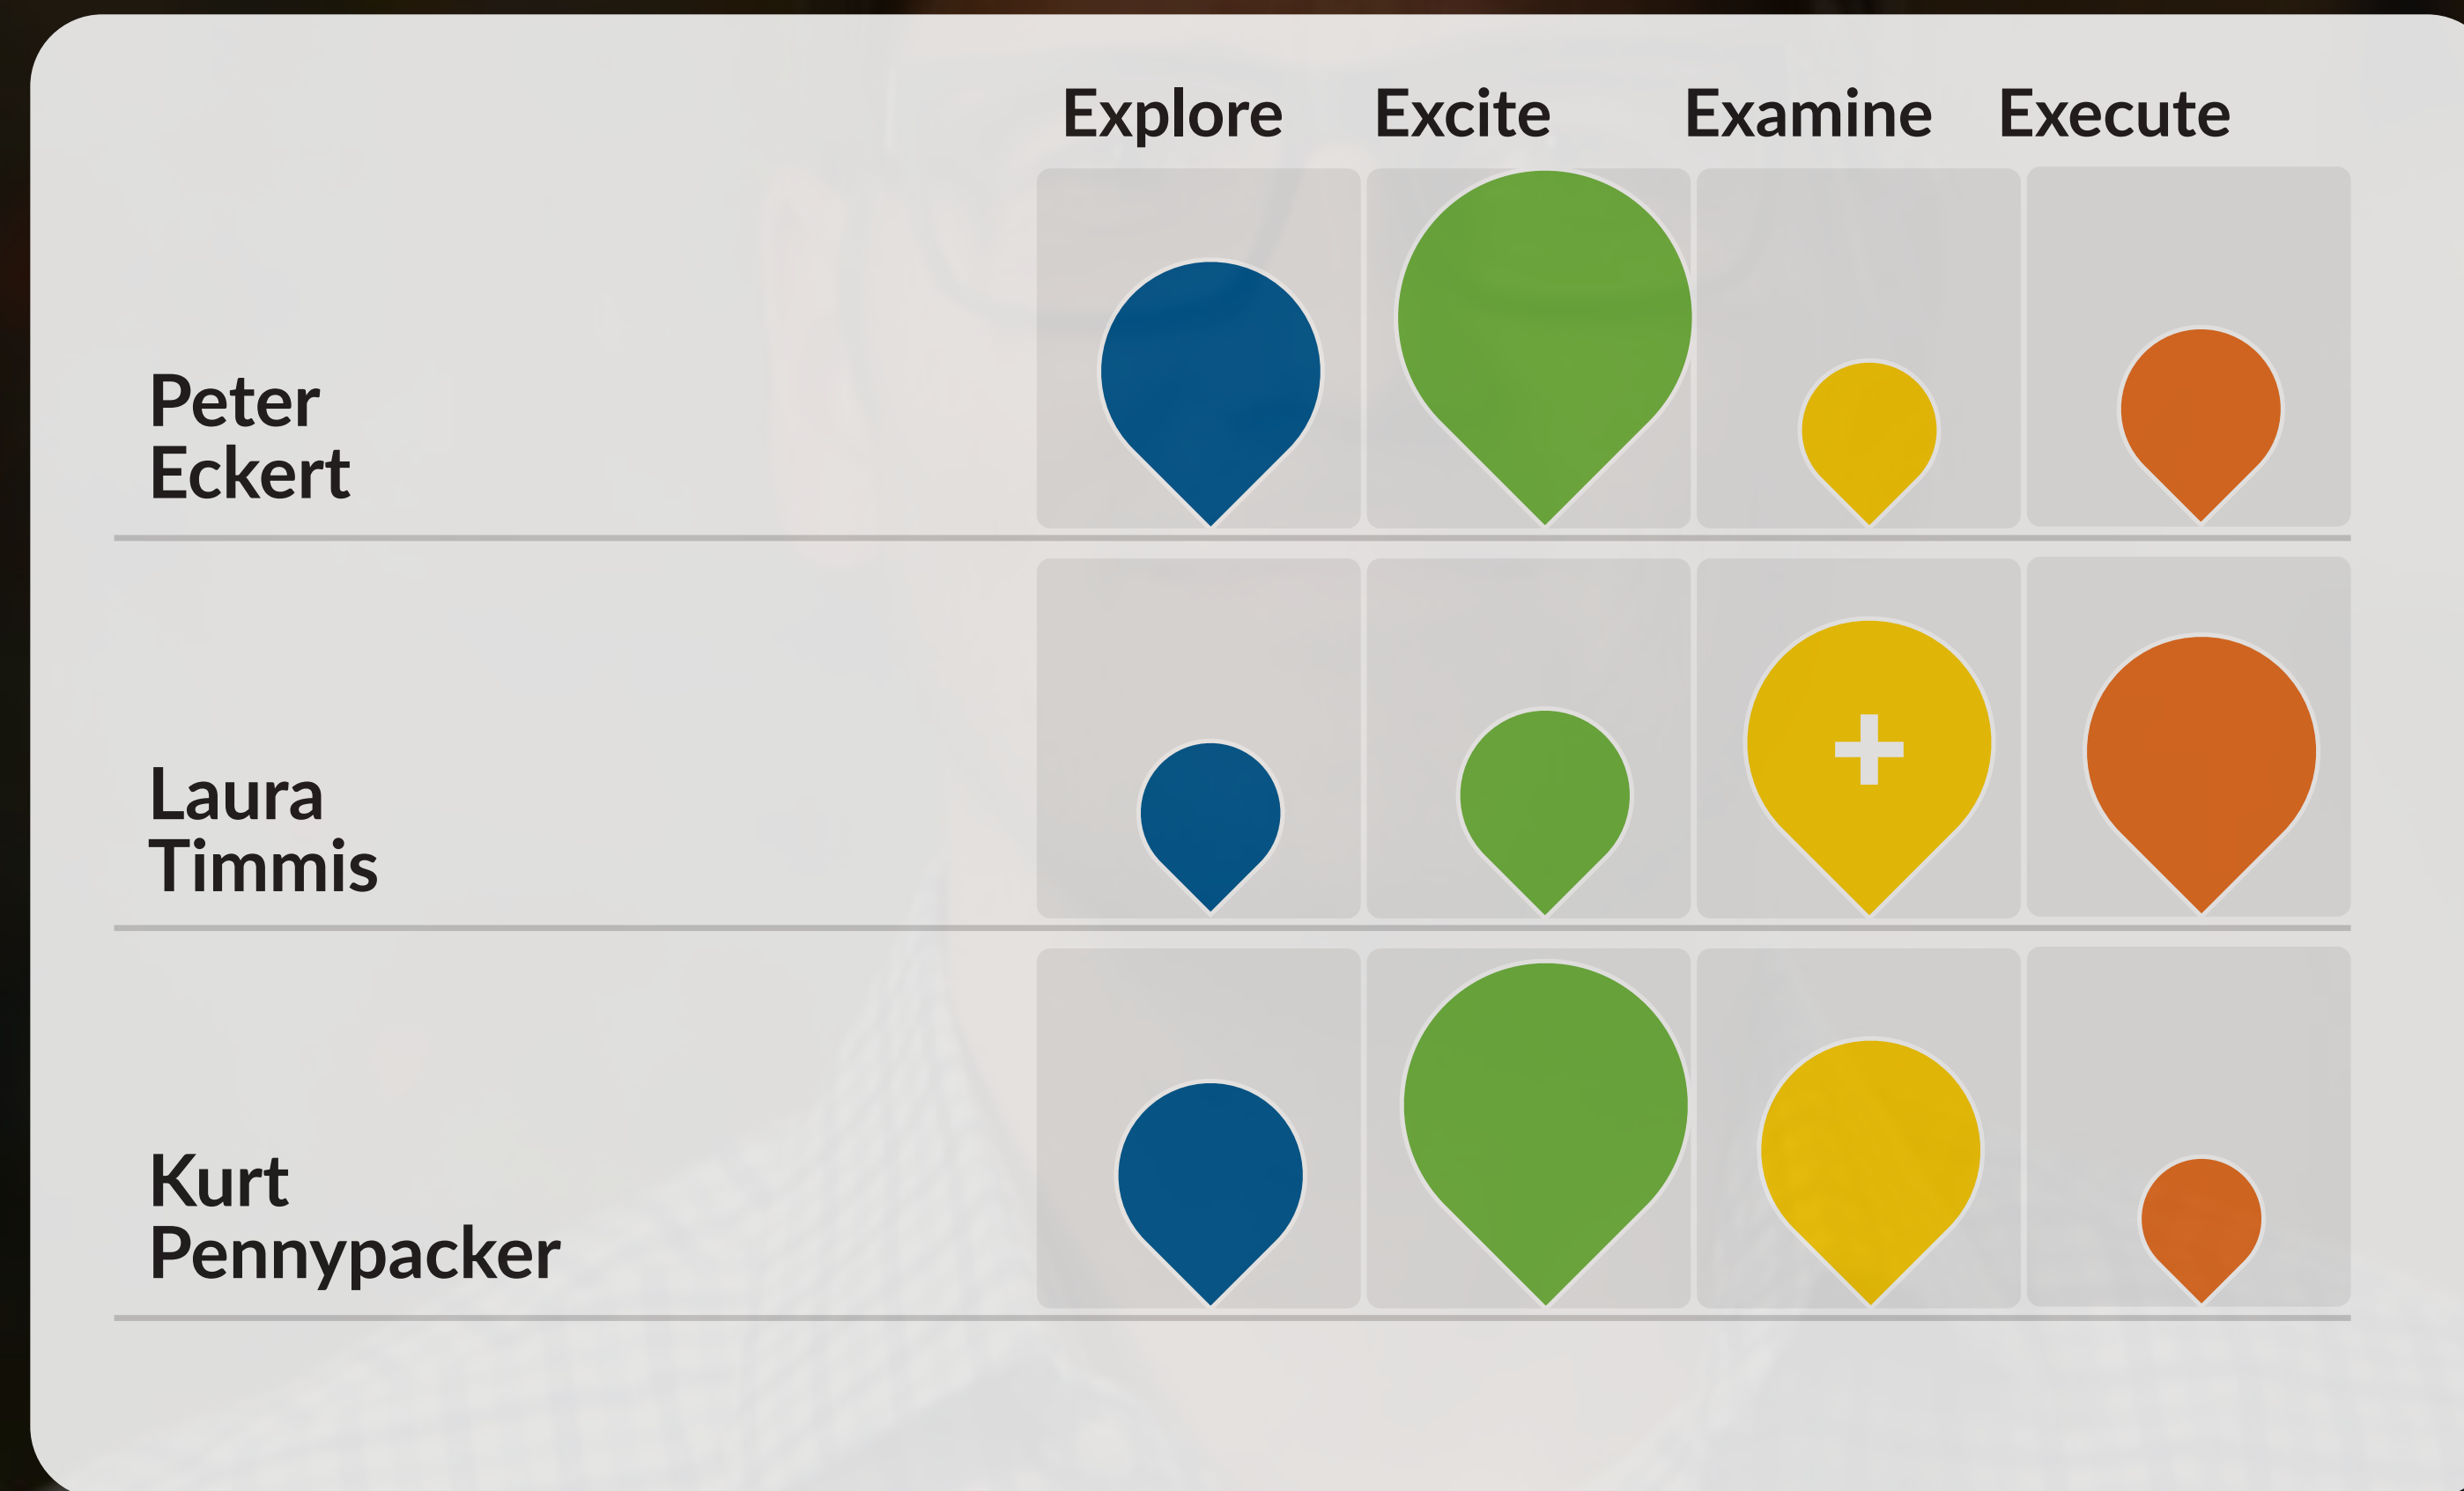 Explore Excite Examine Execute
Peter
Eckert
Laura
Timmis
+
Kurt
Pennypacker